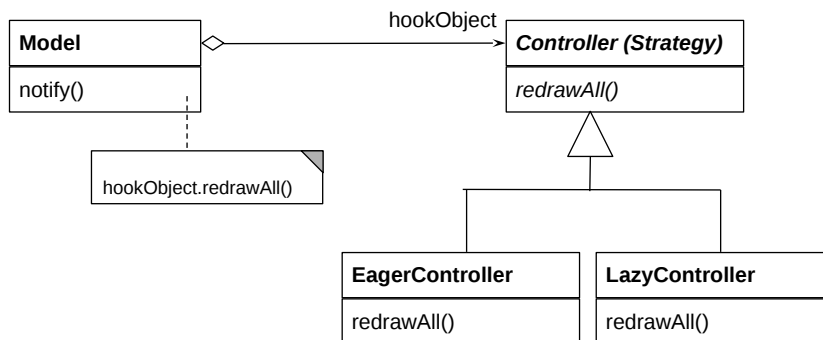 hookObject
Model
Controller (Strategy)
notify()
redrawAll()
hookObject.redrawAll()
EagerController
LazyController
redrawAll()
redrawAll()